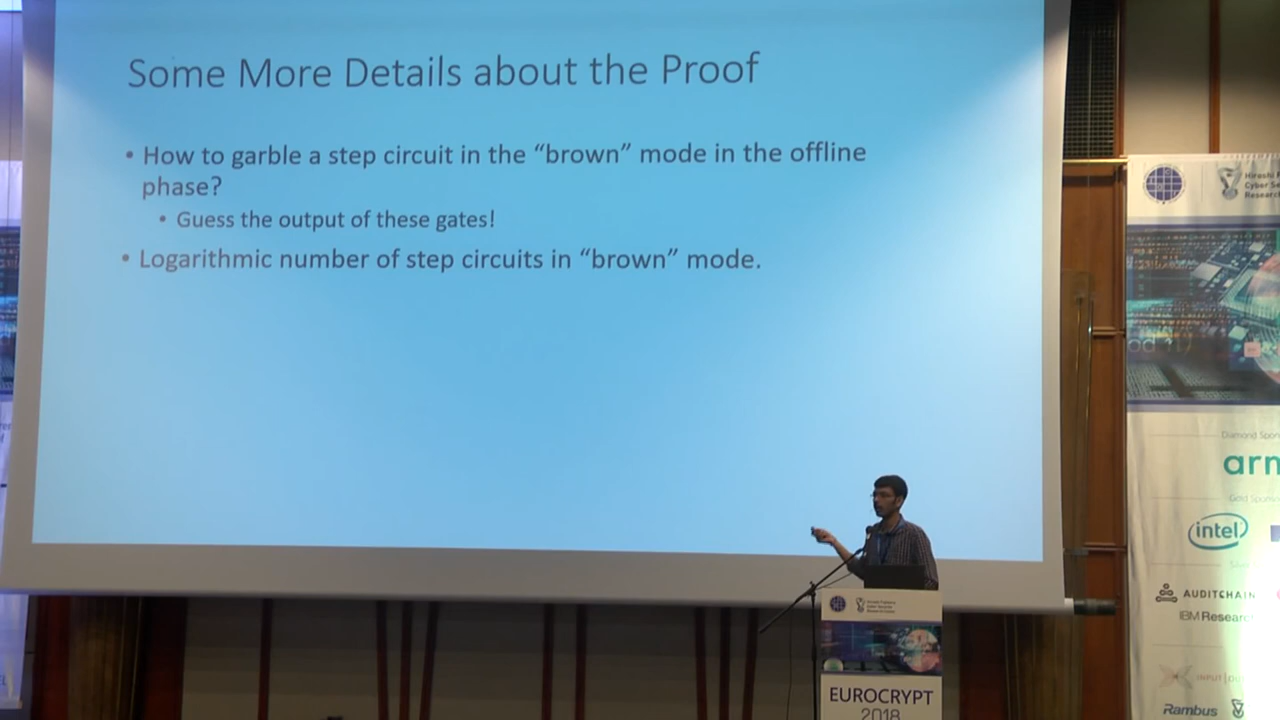 Some More Details about the Proof
• How to garble a step circuit in the “brown” mode in the offline
phase?
• Guess the output of these gates!
• Logarithmic number of step circuits in “brown” mode.
Diamond
arm
intel
AUDITCHAIN
IBM Research
INPUT
Rambus
EUROCRYPT
2018